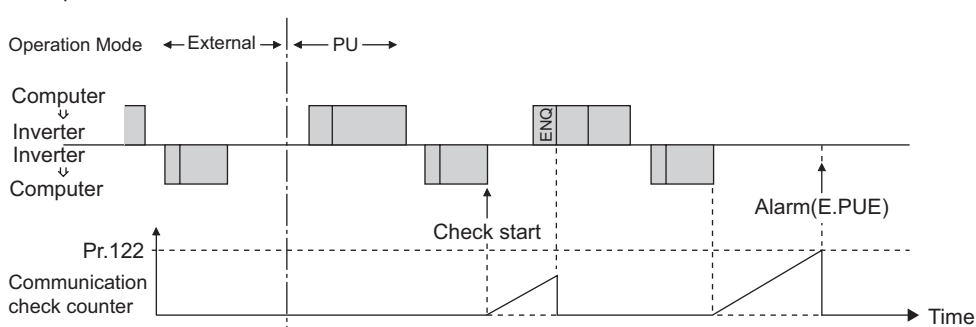 Operation Mode
External
PU
Computer
Inverter
Inverter
Computer
ENQ
Alarm(E.PUE)
Check start
Pr.122
Communication
check counter
Time